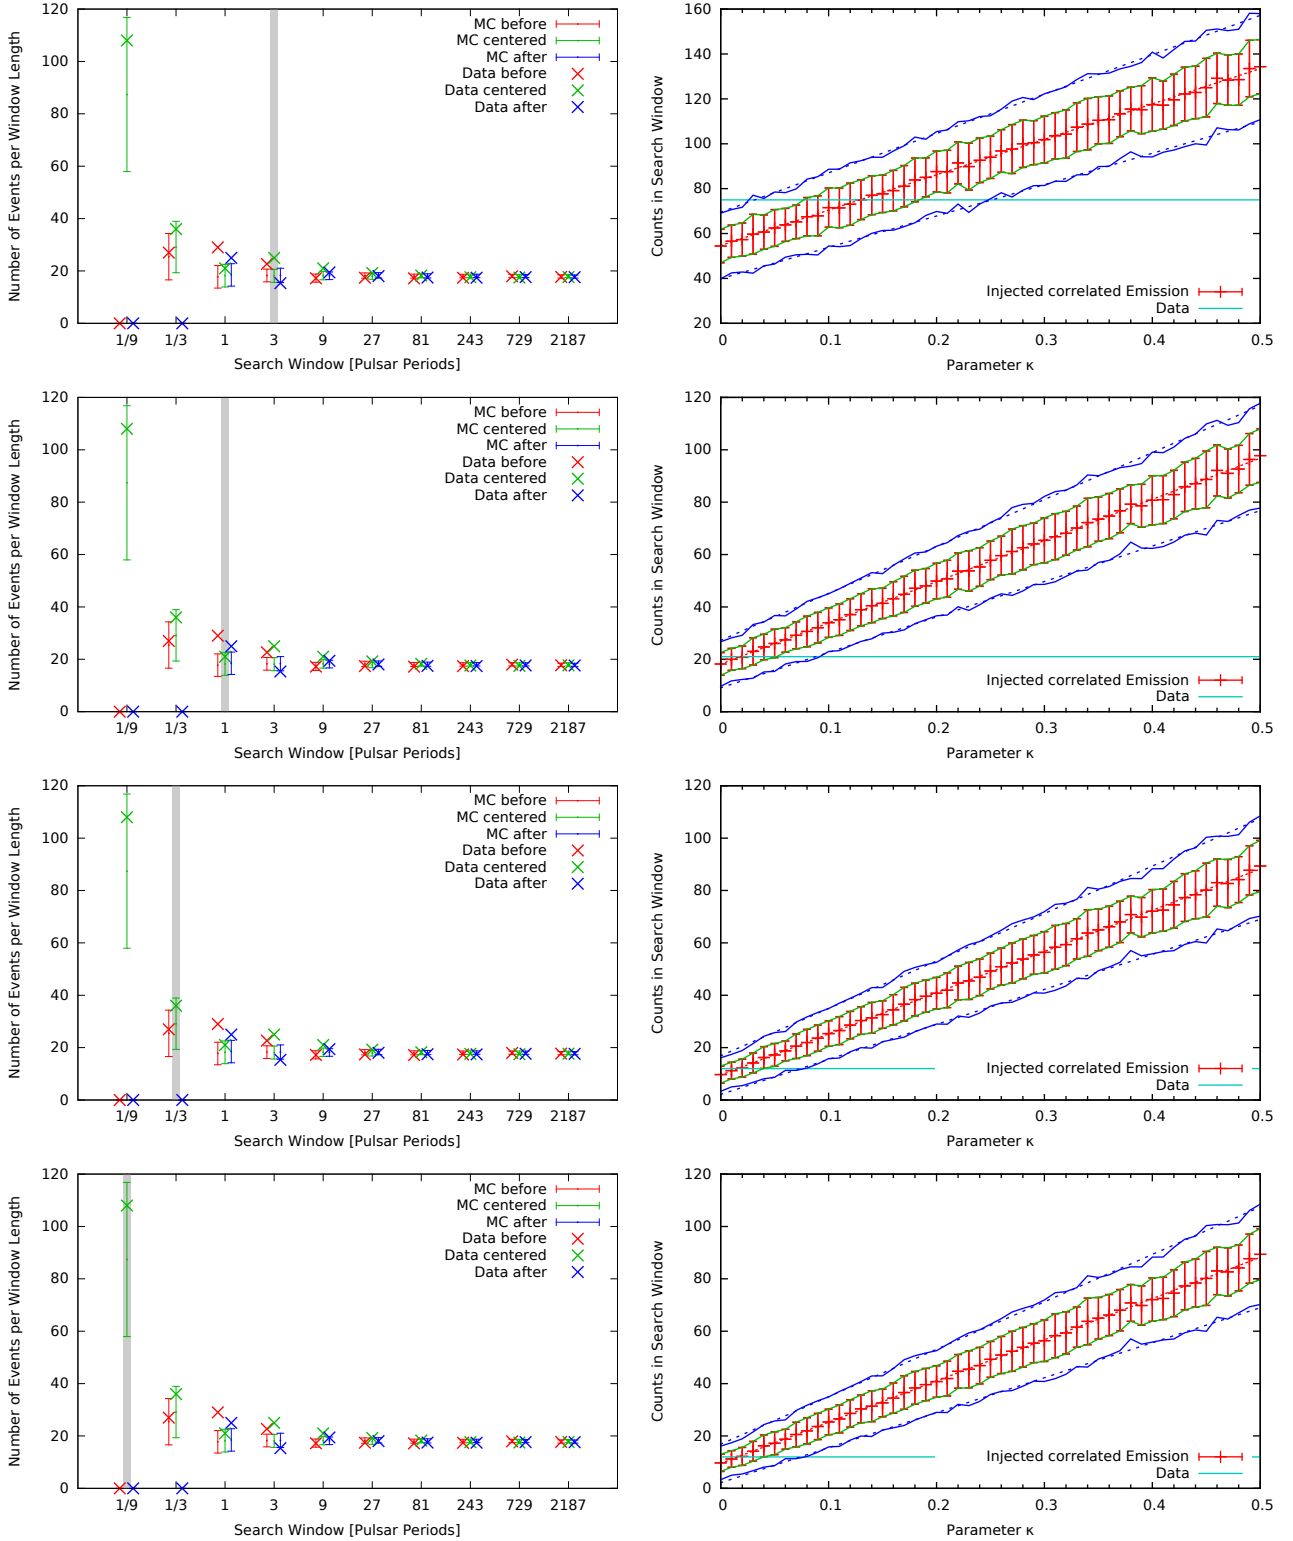 Number of Events per Window Length
120
100
80
60
40
20
0
MC before
MC centered
MC after
Data before
Data centered
Data after
1/9 1/3 1 3 9 27 81 243 729 2187
Search Window [Pulsar Periods]
Counts in Search Window
160
140
120
100
80
60
40
20
Injected correlated Emission
Data
0 0.1 0.2 0.3 0.4 0.5
Parameter κ
Number of Events per Window Length
120
100
80
60
40
20
0
MC before
MC centered
MC after
Data before
Data centered
Data after
1/9 1/3 1 3 9 27 81 243 729 2187
Search Window [Pulsar Periods]
Counts in Search Window
120
100
80
60
40
20
0
Injected correlated Emission
Data
0 0.1 0.2 0.3 0.4 0.5
Parameter κ
Number of Events per Window Length
120
100
80
60
40
20
0
MC before
MC centered
MC after
Data before
Data centered
Data after
1/9 1/3 1 3 9 27 81 243 729 2187
Search Window [Pulsar Periods]
Counts in Search Window
120
100
80
60
40
20
0
Injected correlated Emission
Data
0 0.1 0.2 0.3 0.4 0.5
Parameter κ
Number of Events per Window Length
120
100
80
60
40
20
0
MC before
MC centered
MC after
Data before
Data centered
Data after
1/9 1/3 1 3 9 27 81 243 729 2187
Search Window [Pulsar Periods]
Counts in Search Window
120
100
80
60
40
20
0
Injected correlated Emission
Data
0 0.1 0.2 0.3 0.4 0.5
Parameter κ